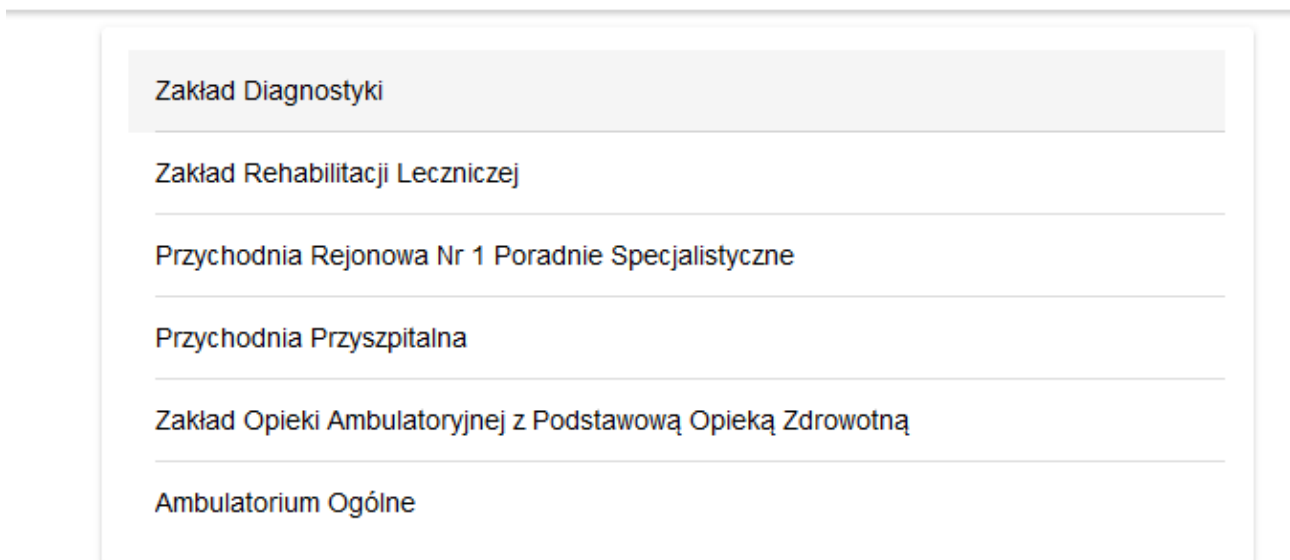 Zakład Diagnostyki
Zakład Rehabilitacji Leczniczej
Przychodnia Rejonowa Nr 1 Poradnie Specjalistyczne
Przychodnia Przyszpitalna
Zakład Opieki Ambulatoryjnej z Podstawową Opieką Zdrowotną
Ambulatorium Ogólne